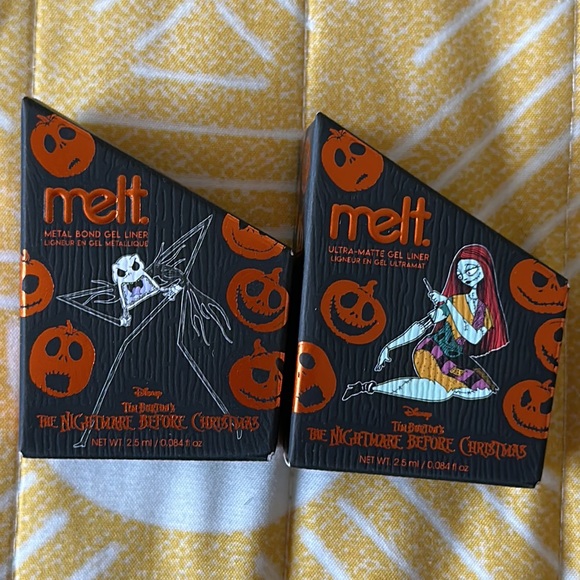 melt.
METAL BOND GEL LINER
LIGNEUR EN GEL MÉTALLIQUE
Disney
TIM BURTON'S
THE NIGHTMARE BEFORE CHRISTMAS
NET WT. 2.5 ml / 0.084 fl oz
melt.
ULTRA-MATTE GEL LINER
LIGNEUR EN GEL ULTRAMAT
Disney
TIM BURTON'S
THE NIGHTMARE BEFORE CHRISTMAS
NET WT. 2.5 ml / 0.084 fl oz